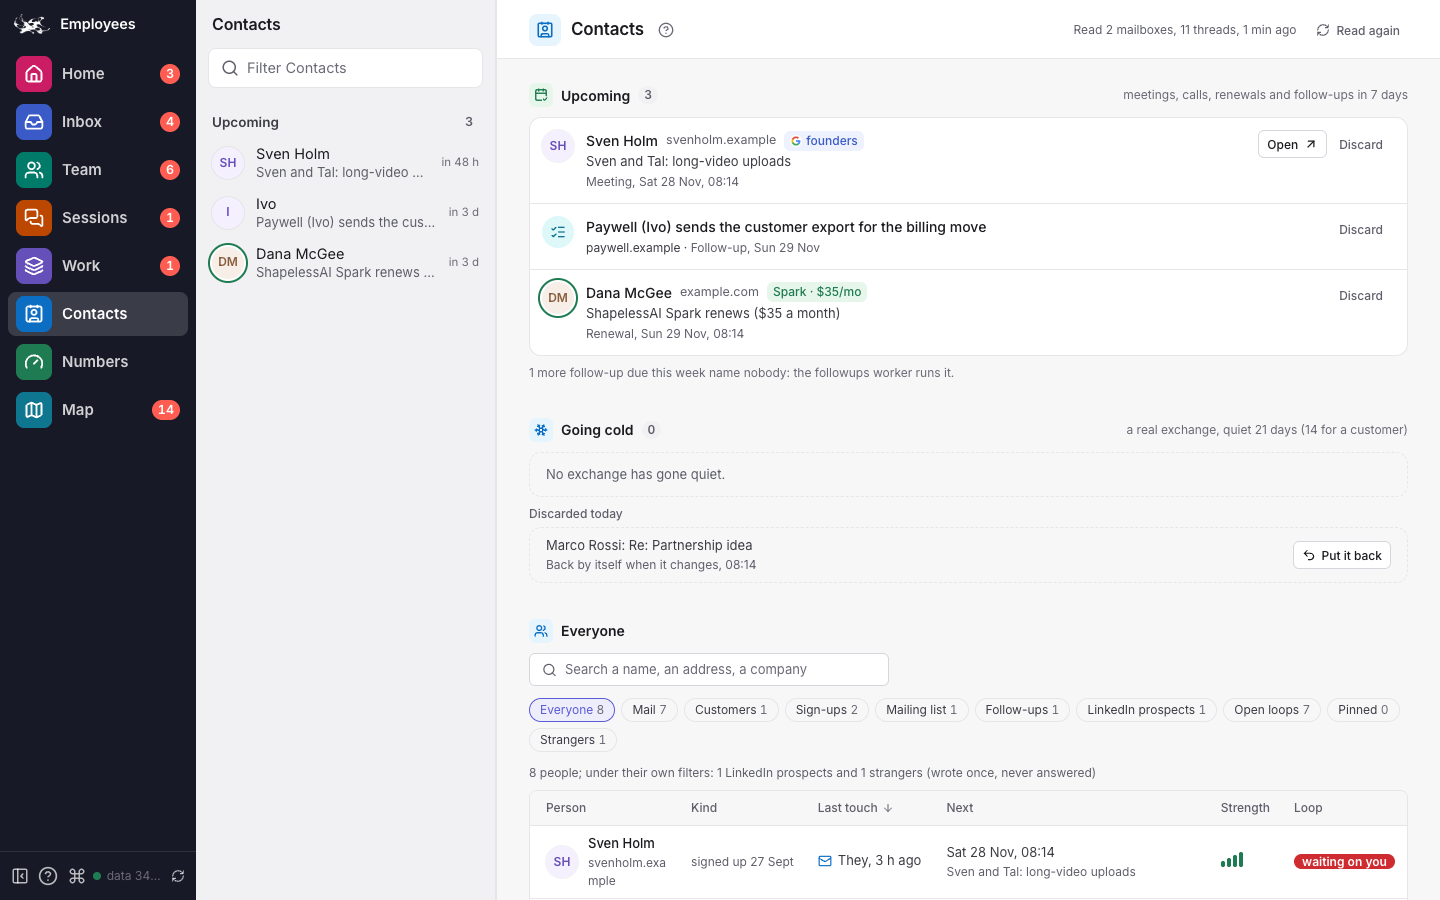 Employees
Home 3
Inbox 4
Team 6
Sessions 1
Work 1
Contacts
Numbers
Map 14
data 34...
Contacts
Filter Contacts
Upcoming 3
SH Sven Holm in 48 h
Sven and Tal: long-video ...
I Ivo in 3 d
Paywell (Ivo) sends the cus...
DM Dana McGee in 3 d
ShapelessAI Spark renews ...
Contacts
Read 2 mailboxes, 11 threads, 1 min ago Read again
Upcoming 3 meetings, calls, renewals and follow-ups in 7 days
SH Sven Holm svenholm.example G founders Open Discard
Sven and Tal: long-video uploads
Meeting, Sat 28 Nov, 08:14
Paywell (Ivo) sends the customer export for the billing move Discard
paywell.example · Follow-up, Sun 29 Nov
DM Dana McGee example.com Spark · $35/mo Discard
ShapelessAI Spark renews ($35 a month)
Renewal, Sun 29 Nov, 08:14
1 more follow-up due this week name nobody: the followups worker runs it.
Going cold 0 a real exchange, quiet 21 days (14 for a customer)
No exchange has gone quiet.
Discarded today
Marco Rossi: Re: Partnership idea
Back by itself when it changes, 08:14
Put it back
Everyone
Search a name, an address, a company
Everyone 8 Mail 7 Customers 1 Sign-ups 2 Mailing list 1 Follow-ups 1 LinkedIn prospects 1 Open loops 7 Pinned 0
Strangers 1
8 people; under their own filters: 1 LinkedIn prospects and 1 strangers (wrote once, never answered)
Person Kind Last touch Next Strength Loop
SH Sven Holm
svenholm.exa
mple
signed up 27 Sept
They, 3 h ago
Sat 28 Nov, 08:14
Sven and Tal: long-video uploads
waiting on you